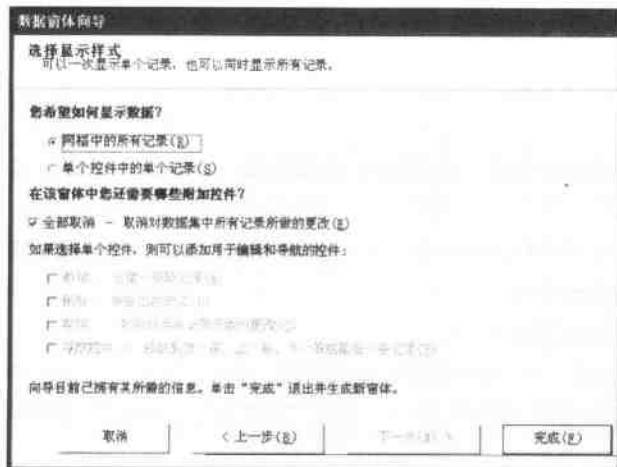 数据窗体向导
选择显示样式
可以一次显示单个记录，也可以同时显示所有记录。
您希望如何显示数据?
网格中的所有记录(R)
单个控件中的单个记录(S)
在该窗体中您还需要哪些附加控件?
全部取消 - 取消对数据集中所有记录所做的更改(E)
如果选择单个控件，则可以添加用于编辑和导航的控件:
向导目前已拥有其所需的信息。单击“完成”退出并生成新窗体。
取消
< 上一步(B)
下一步(N) >
完成(F)